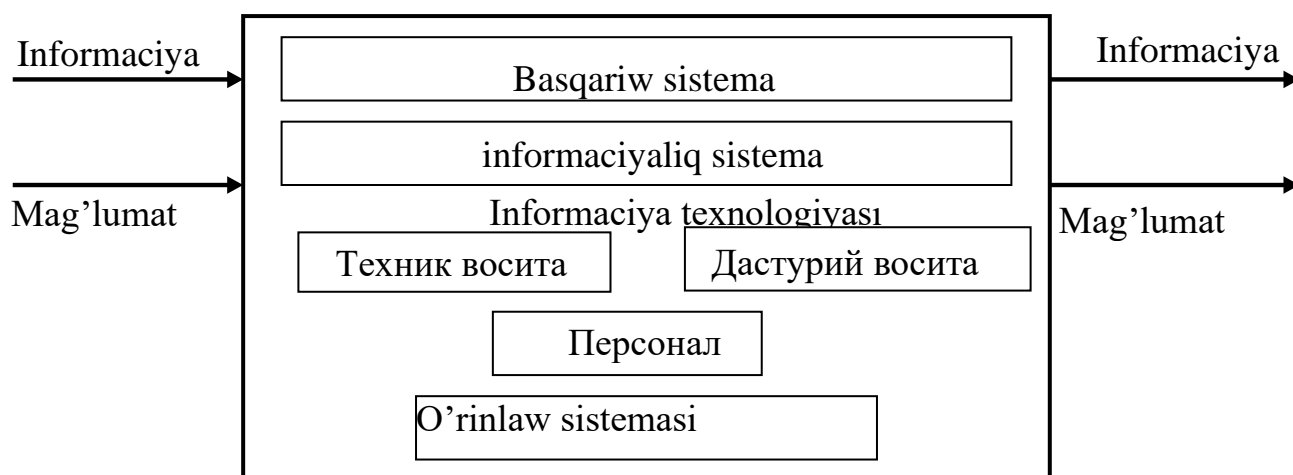 Informaciya
Informaciya
Basqariw sistema
informaciyaliq sistema
Mag’lumat
Informaciya texnologiyası
Mag’lumat
Техник восита
Дастурий восита
Персонал
O’rinlaw sistemasi